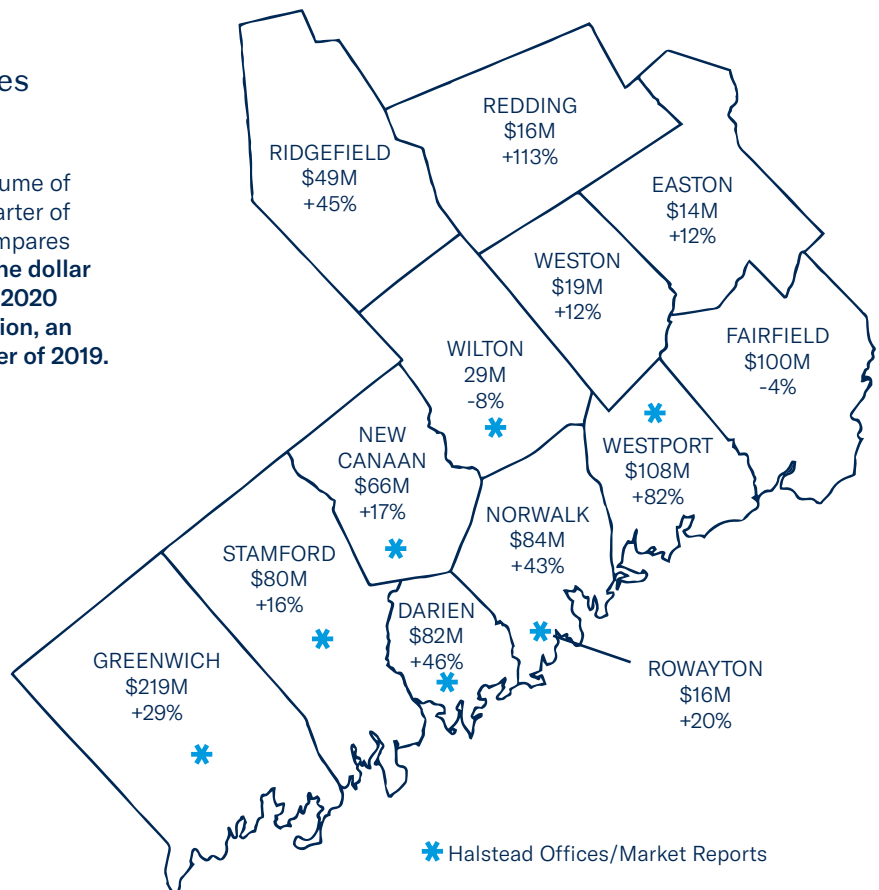 es
ume of
arter of
mpares
ne dollar
2020
ion, an
er of 2019.
REDDING
$16M
+113%
RIDGEFIELD
$49M
+45%
EASTON
$14M
+12%
WESTON
$19M
+12%
FAIRFIELD
$100M
-4%
WILTON
29M
-8%
NEW
CANAAN
$66M
+17%
WESTPORT
$108M
+82%
NORWALK
$84M
+43%
STAMFORD
$80M
+16%
DARIEN
$82M
+46%
GREENWICH
$219M
+29%
ROWAYTON
$16M
+20%
Halstead Offices/Market Reports